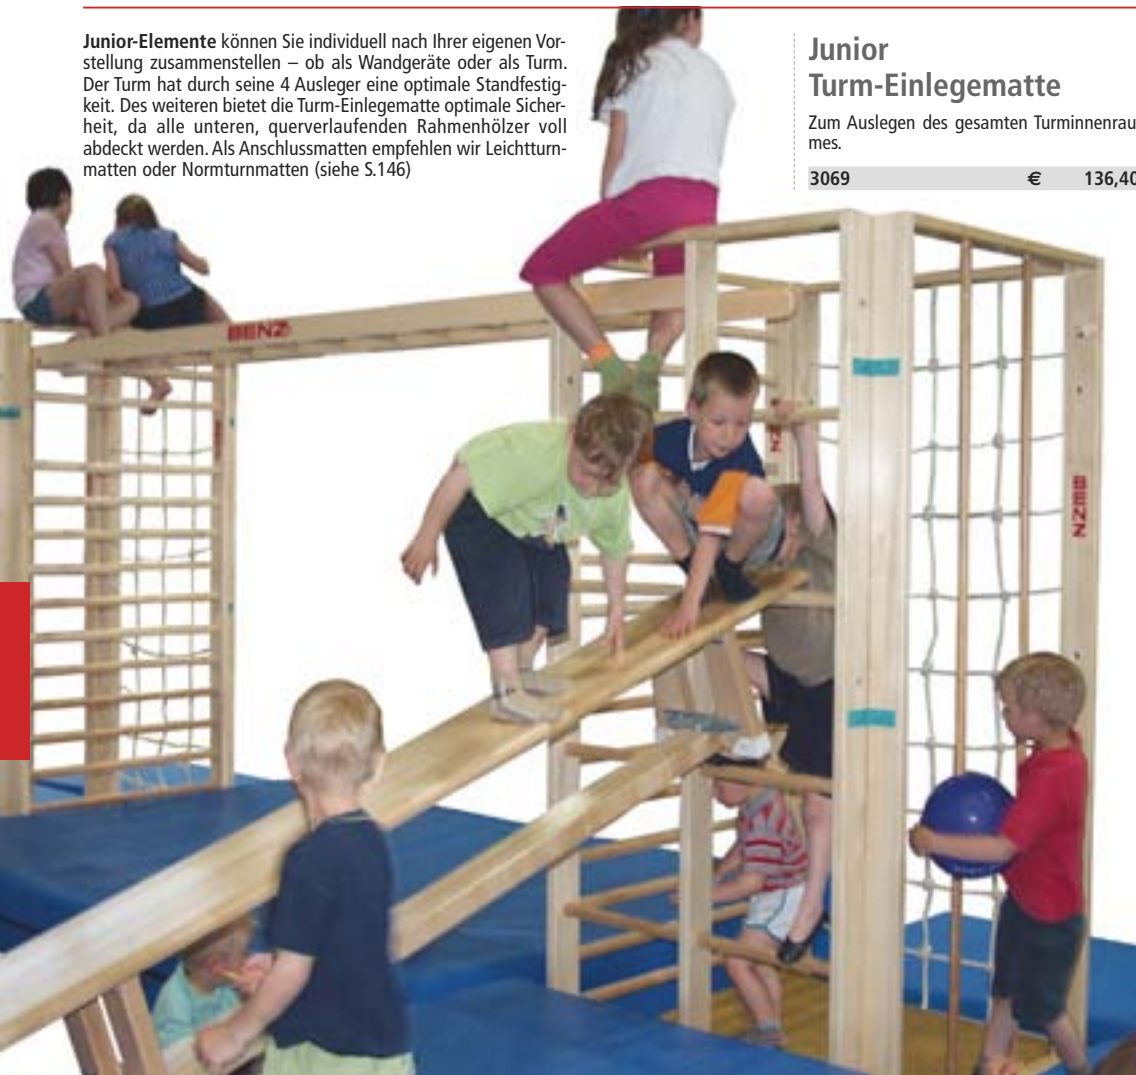 Junior-Elemente können Sie individuell nach Ihrer eigenen Vor-
stellung zusammenstellen – ob als Wandgeräte oder als Turm.
Der Turm hat durch seine 4 Ausleger eine optimale Standfestig-
keit. Des weiteren bietet die Turm-Einlegematte optimale Sicher-
heit, da alle unteren, querverlaufenden Rahmenhölzer voll
abdeckt werden. Als Anschlussmatten empfehlen wir Leichtturn-
matten oder Normturnmatten (siehe S.146)
Junior
Turm-Einlegematte
Zum Auslegen des gesamten Turminnenrau
mes.
3069 € 136,40
BENZ
BENZ